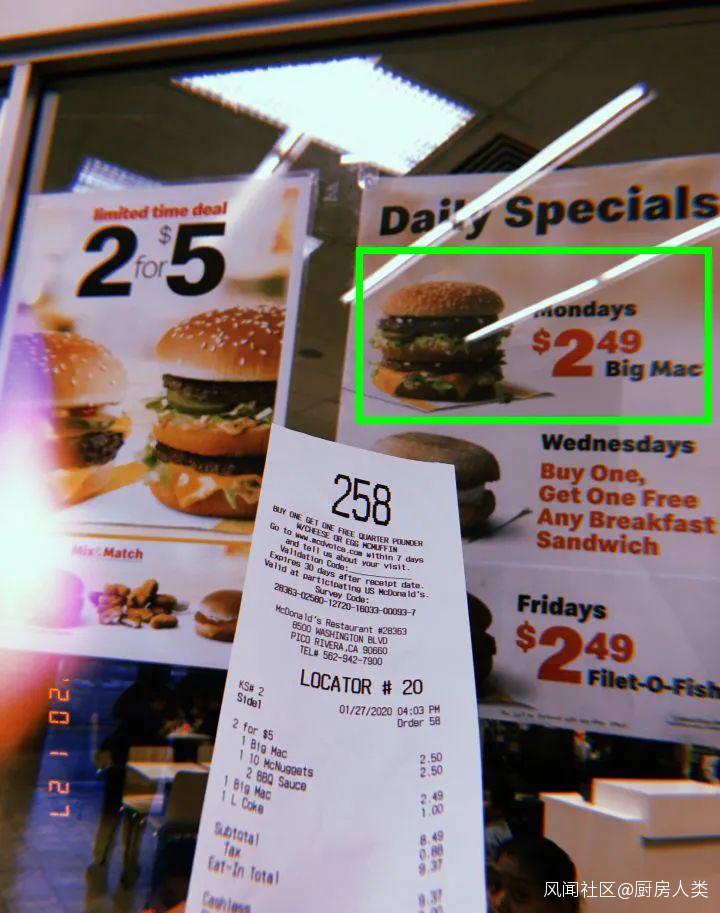 limited time deal
2 for $5
Mix&Match
Daily Specials
Mondays
$2.49
Big Mac
Wednesdays
Buy One,
Get One Free
Any Breakfast
Sandwich
Fridays
$2.49
Filet-O-Fish
258
BUY ONE GET ONE FREE QUARTER POUNDER
W/CHEESE OR EGG MCMUFFIN
Go to www.mcdvoice.com within 7 days
and tell us about your visit.
Validation Code:
Expires 30 days after receipt date.
Valid at participating US McDonald's.
Survey Code:
28363-02580-12720-16033-00093-7
McDonald's Restaurant #28363
8500 WASHINGTON BLVD
PICO RIVERA,CA 90660
TEL# 562-942-7900
LOCATOR # 20
KS# 2 01/27/2020 04:03 PM
Side1 Order 58
2 for $5
1 Big Mac 2.50
1 10 McNuggets 2.50
2 BBQ Sauce
1 Big Mac 2.49
1 L Coke 1.00
Subtotal 8.49
Tax 0.88
Eat-In Total 9.37
Cashless 9.37
'20 1 27
风闻社区@厨房人类